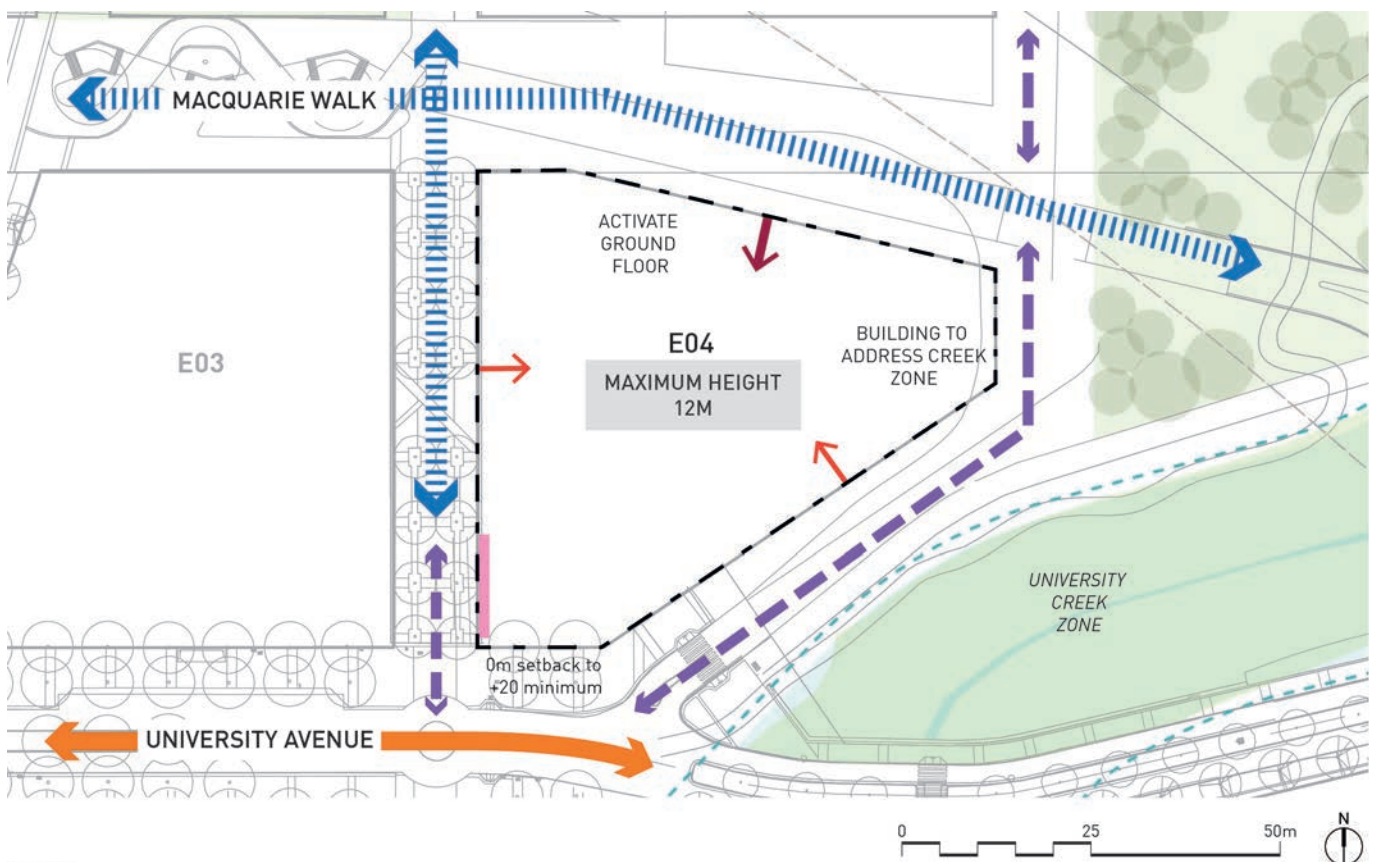 MACQUARIE WALK
ACTIVATE
GROUND
FLOOR
E03
E04
MAXIMUM HEIGHT
12M
BUILDING TO
ADDRESS CREEK
ZONE
UNIVERSITY
CREEK
ZONE
0m setback to
+20 minimum
UNIVERSITY AVENUE
0 25 50m
N